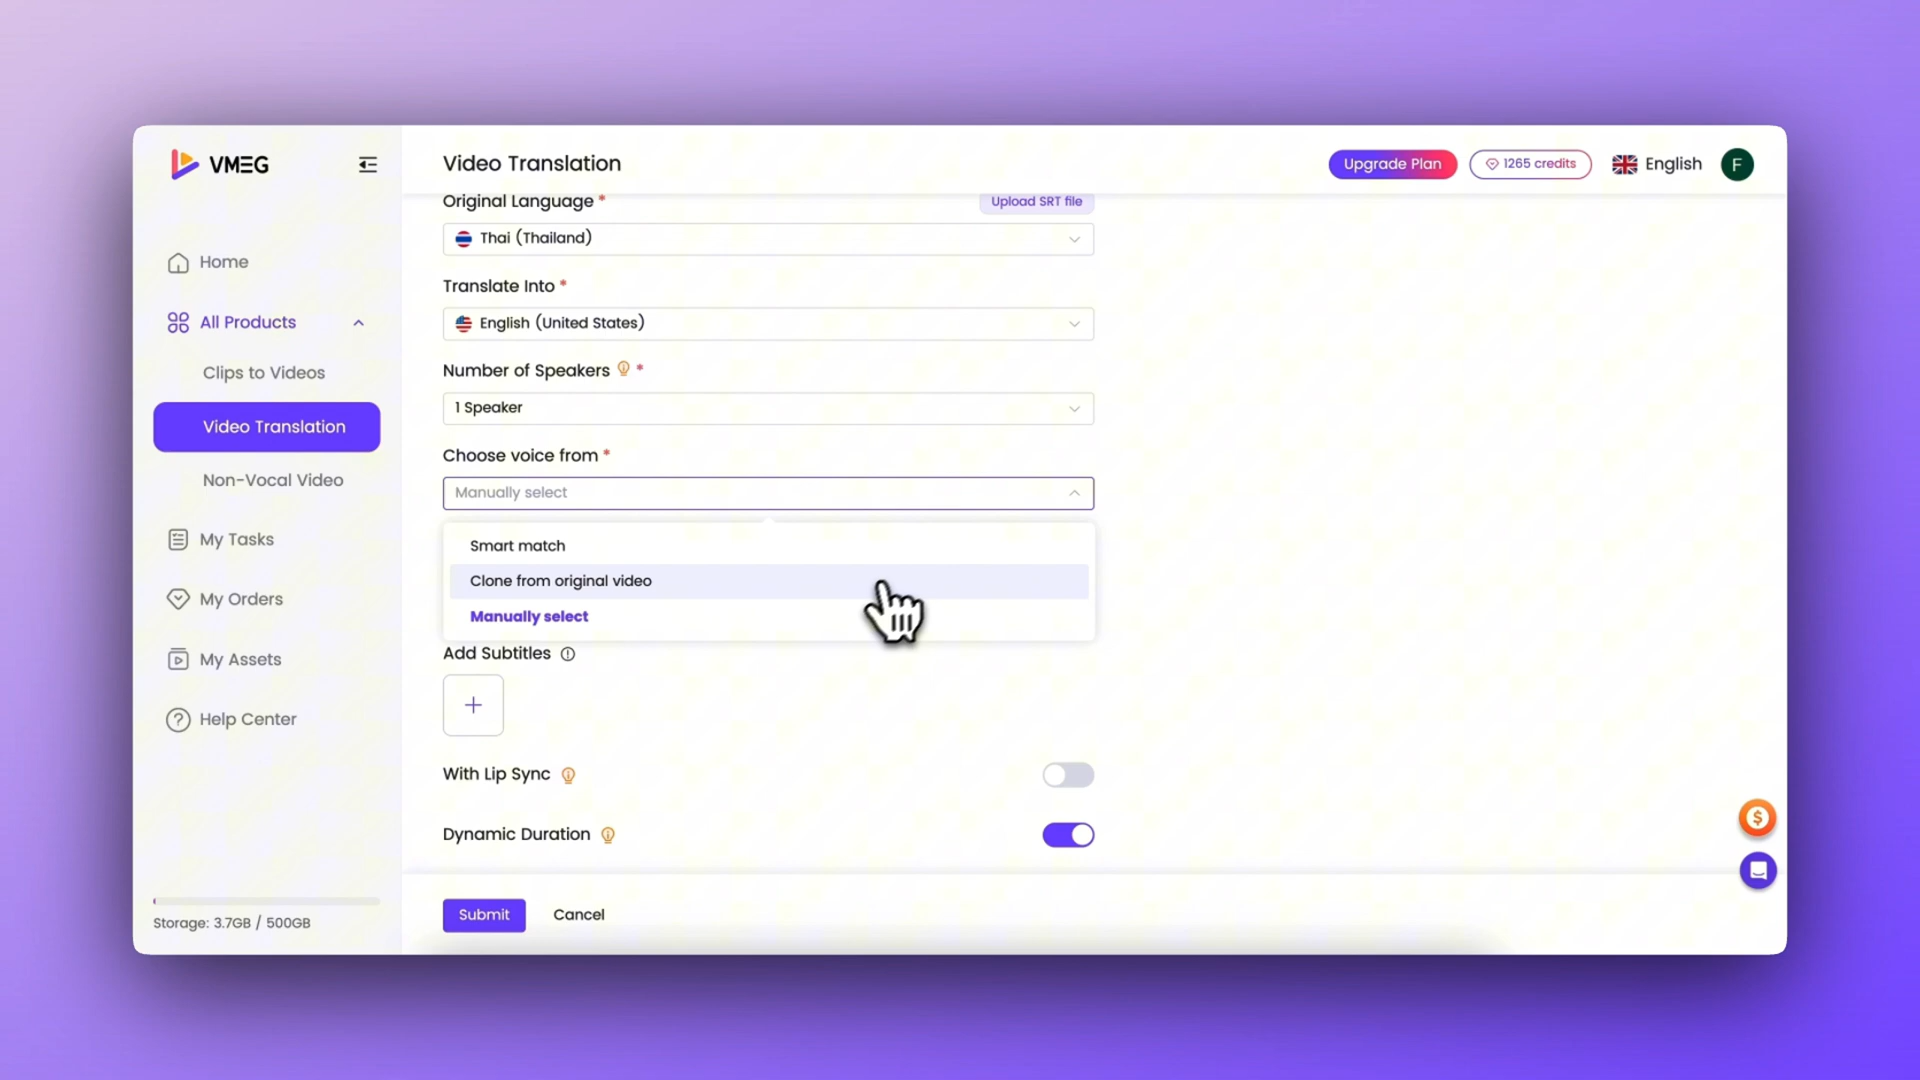 VMEG
Home
All Products
Clips to Videos
Video Translation
Non-Vocal Video
My Tasks
My Orders
My Assets
Help Center
Storage: 3.7GB / 500GB
Video Translation
Upgrade Plan
1265 credits
English
F
Original Language *
Upload SRT file
Thai (Thailand)
Translate Into *
English (United States)
Number of Speakers *
1 Speaker
Choose voice from *
Manually select
Smart match
Clone from original video
Manually select
Add Subtitles
With Lip Sync
Dynamic Duration
Submit
Cancel